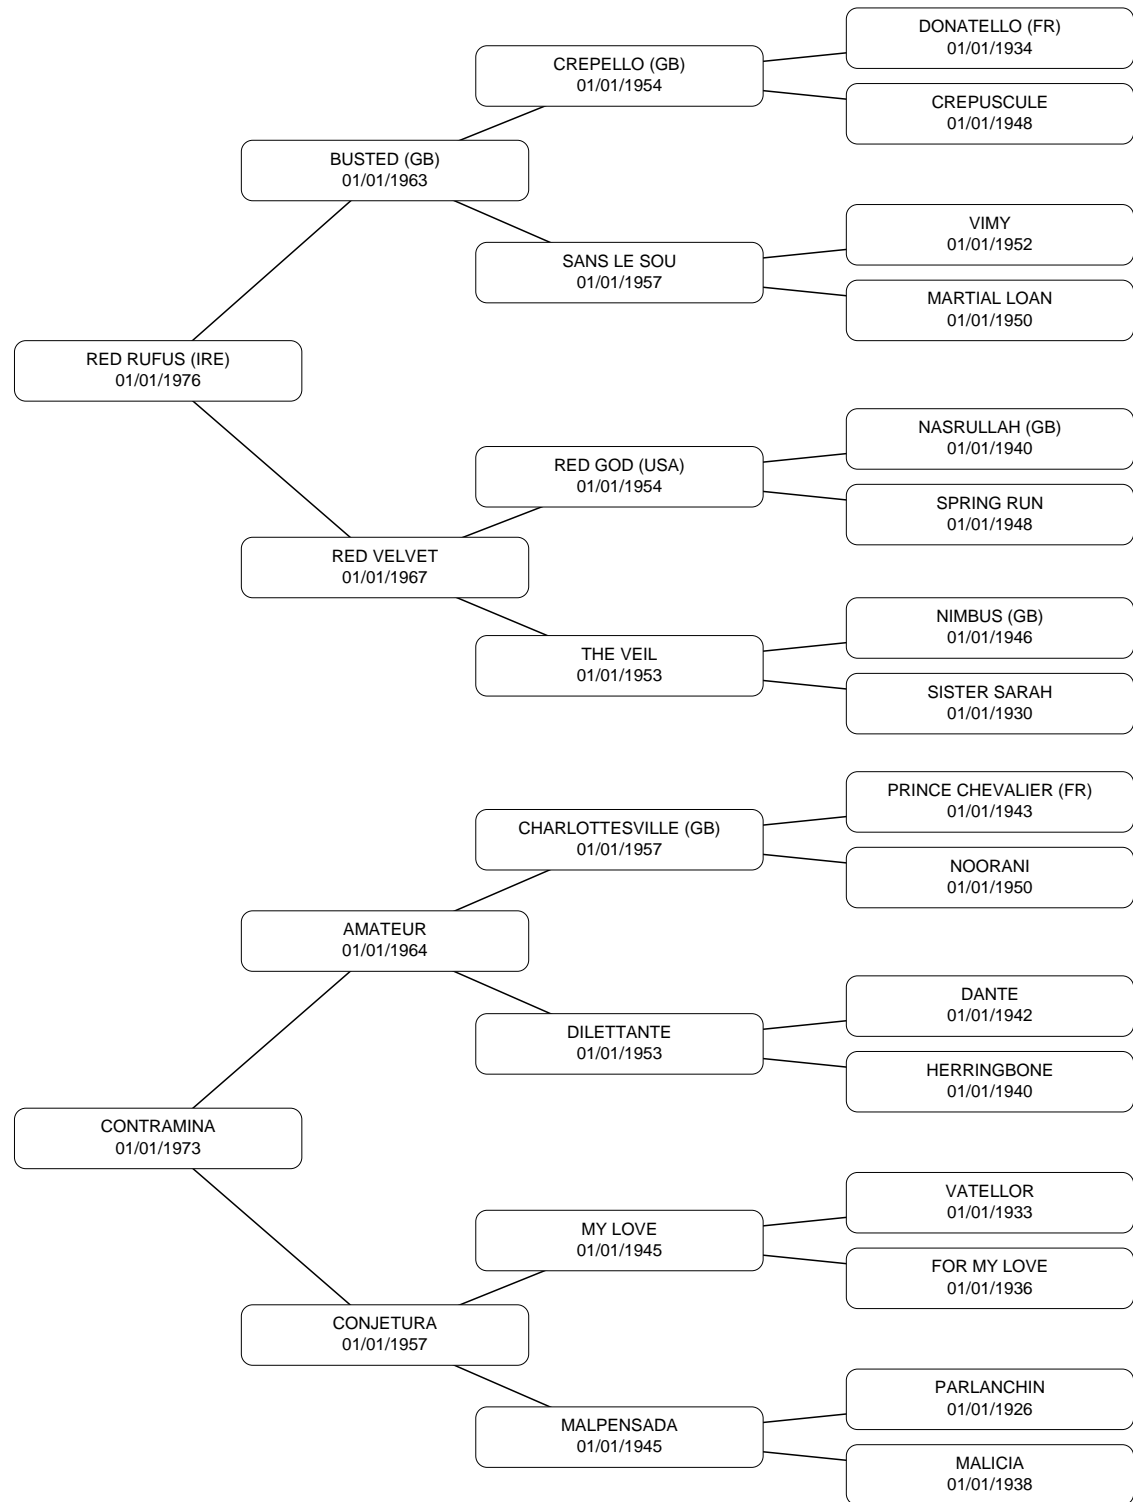 DONATELLO (FR)
01/01/1934
CREPELLO (GB)
01/01/1954
CREPUSCULE
01/01/1948
BUSTED (GB)
01/01/1963
VIMY
01/01/1952
SANS LE SOU
01/01/1957
MARTIAL LOAN
01/01/1950
RED RUFUS (IRE)
01/01/1976
NASRULLAH (GB)
01/01/1940
RED GOD (USA)
01/01/1954
SPRING RUN
01/01/1948
RED VELVET
01/01/1967
NIMBUS (GB)
01/01/1946
THE VEIL
01/01/1953
SISTER SARAH
01/01/1930
PRINCE CHEVALIER (FR)
01/01/1943
CHARLOTTESVILLE (GB)
01/01/1957
NOORANI
01/01/1950
AMATEUR
01/01/1964
DANTE
01/01/1942
DILETTANTE
01/01/1953
HERRINGBONE
01/01/1940
CONTRAMINA
01/01/1973
VATELLOR
01/01/1933
MY LOVE
01/01/1945
FOR MY LOVE
01/01/1936
CONJETURA
01/01/1957
PARLANCHIN
01/01/1926
MALPENSADA
01/01/1945
MALICIA
01/01/1938